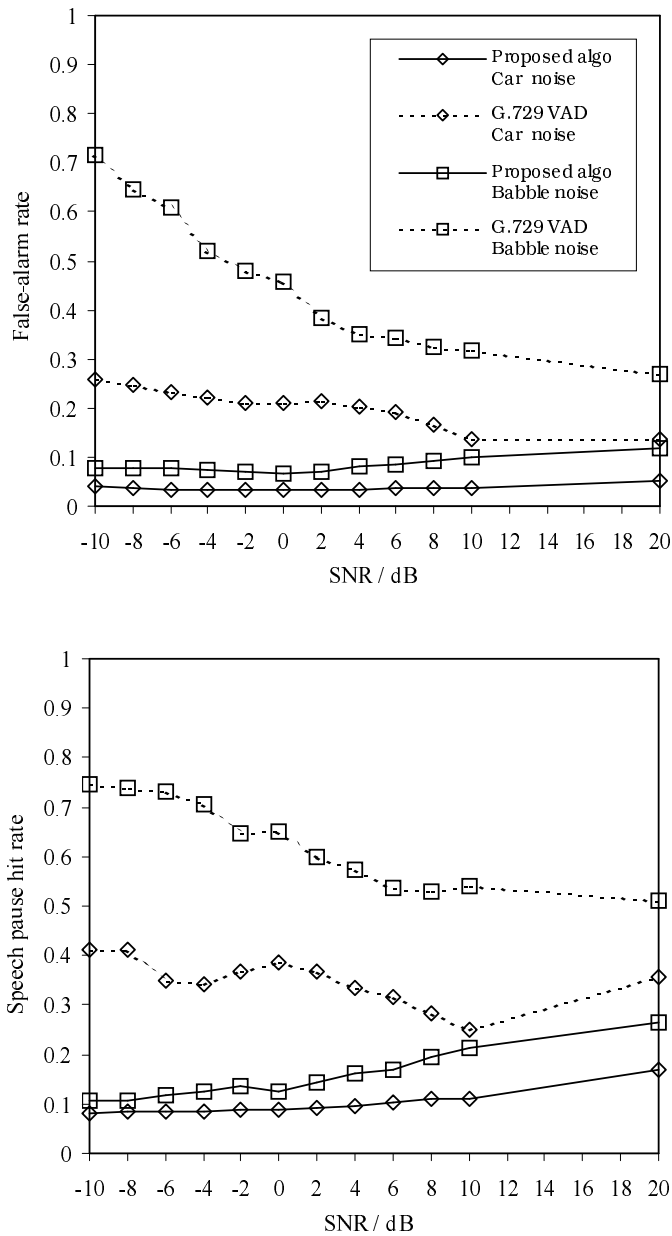 1
0.9
0.8
0.7
0.6
0.5
0.4
0.3
0.2
0.1
0
False-alarm rate
Proposed algo
Car noise
G.729 VAD
Car noise
Proposed algo
Babble noise
G.729 VAD
Babble noise
-10 -8 -6 -4 -2 0 2 4 6 8 10 12 14 16 18 20
SNR / dB
1
0.9
0.8
0.7
0.6
0.5
0.4
0.3
0.2
0.1
0
Speech pause hit rate
-10 -8 -6 -4 -2 0 2 4 6 8 10 12 14 16 18 20
SNR / dB